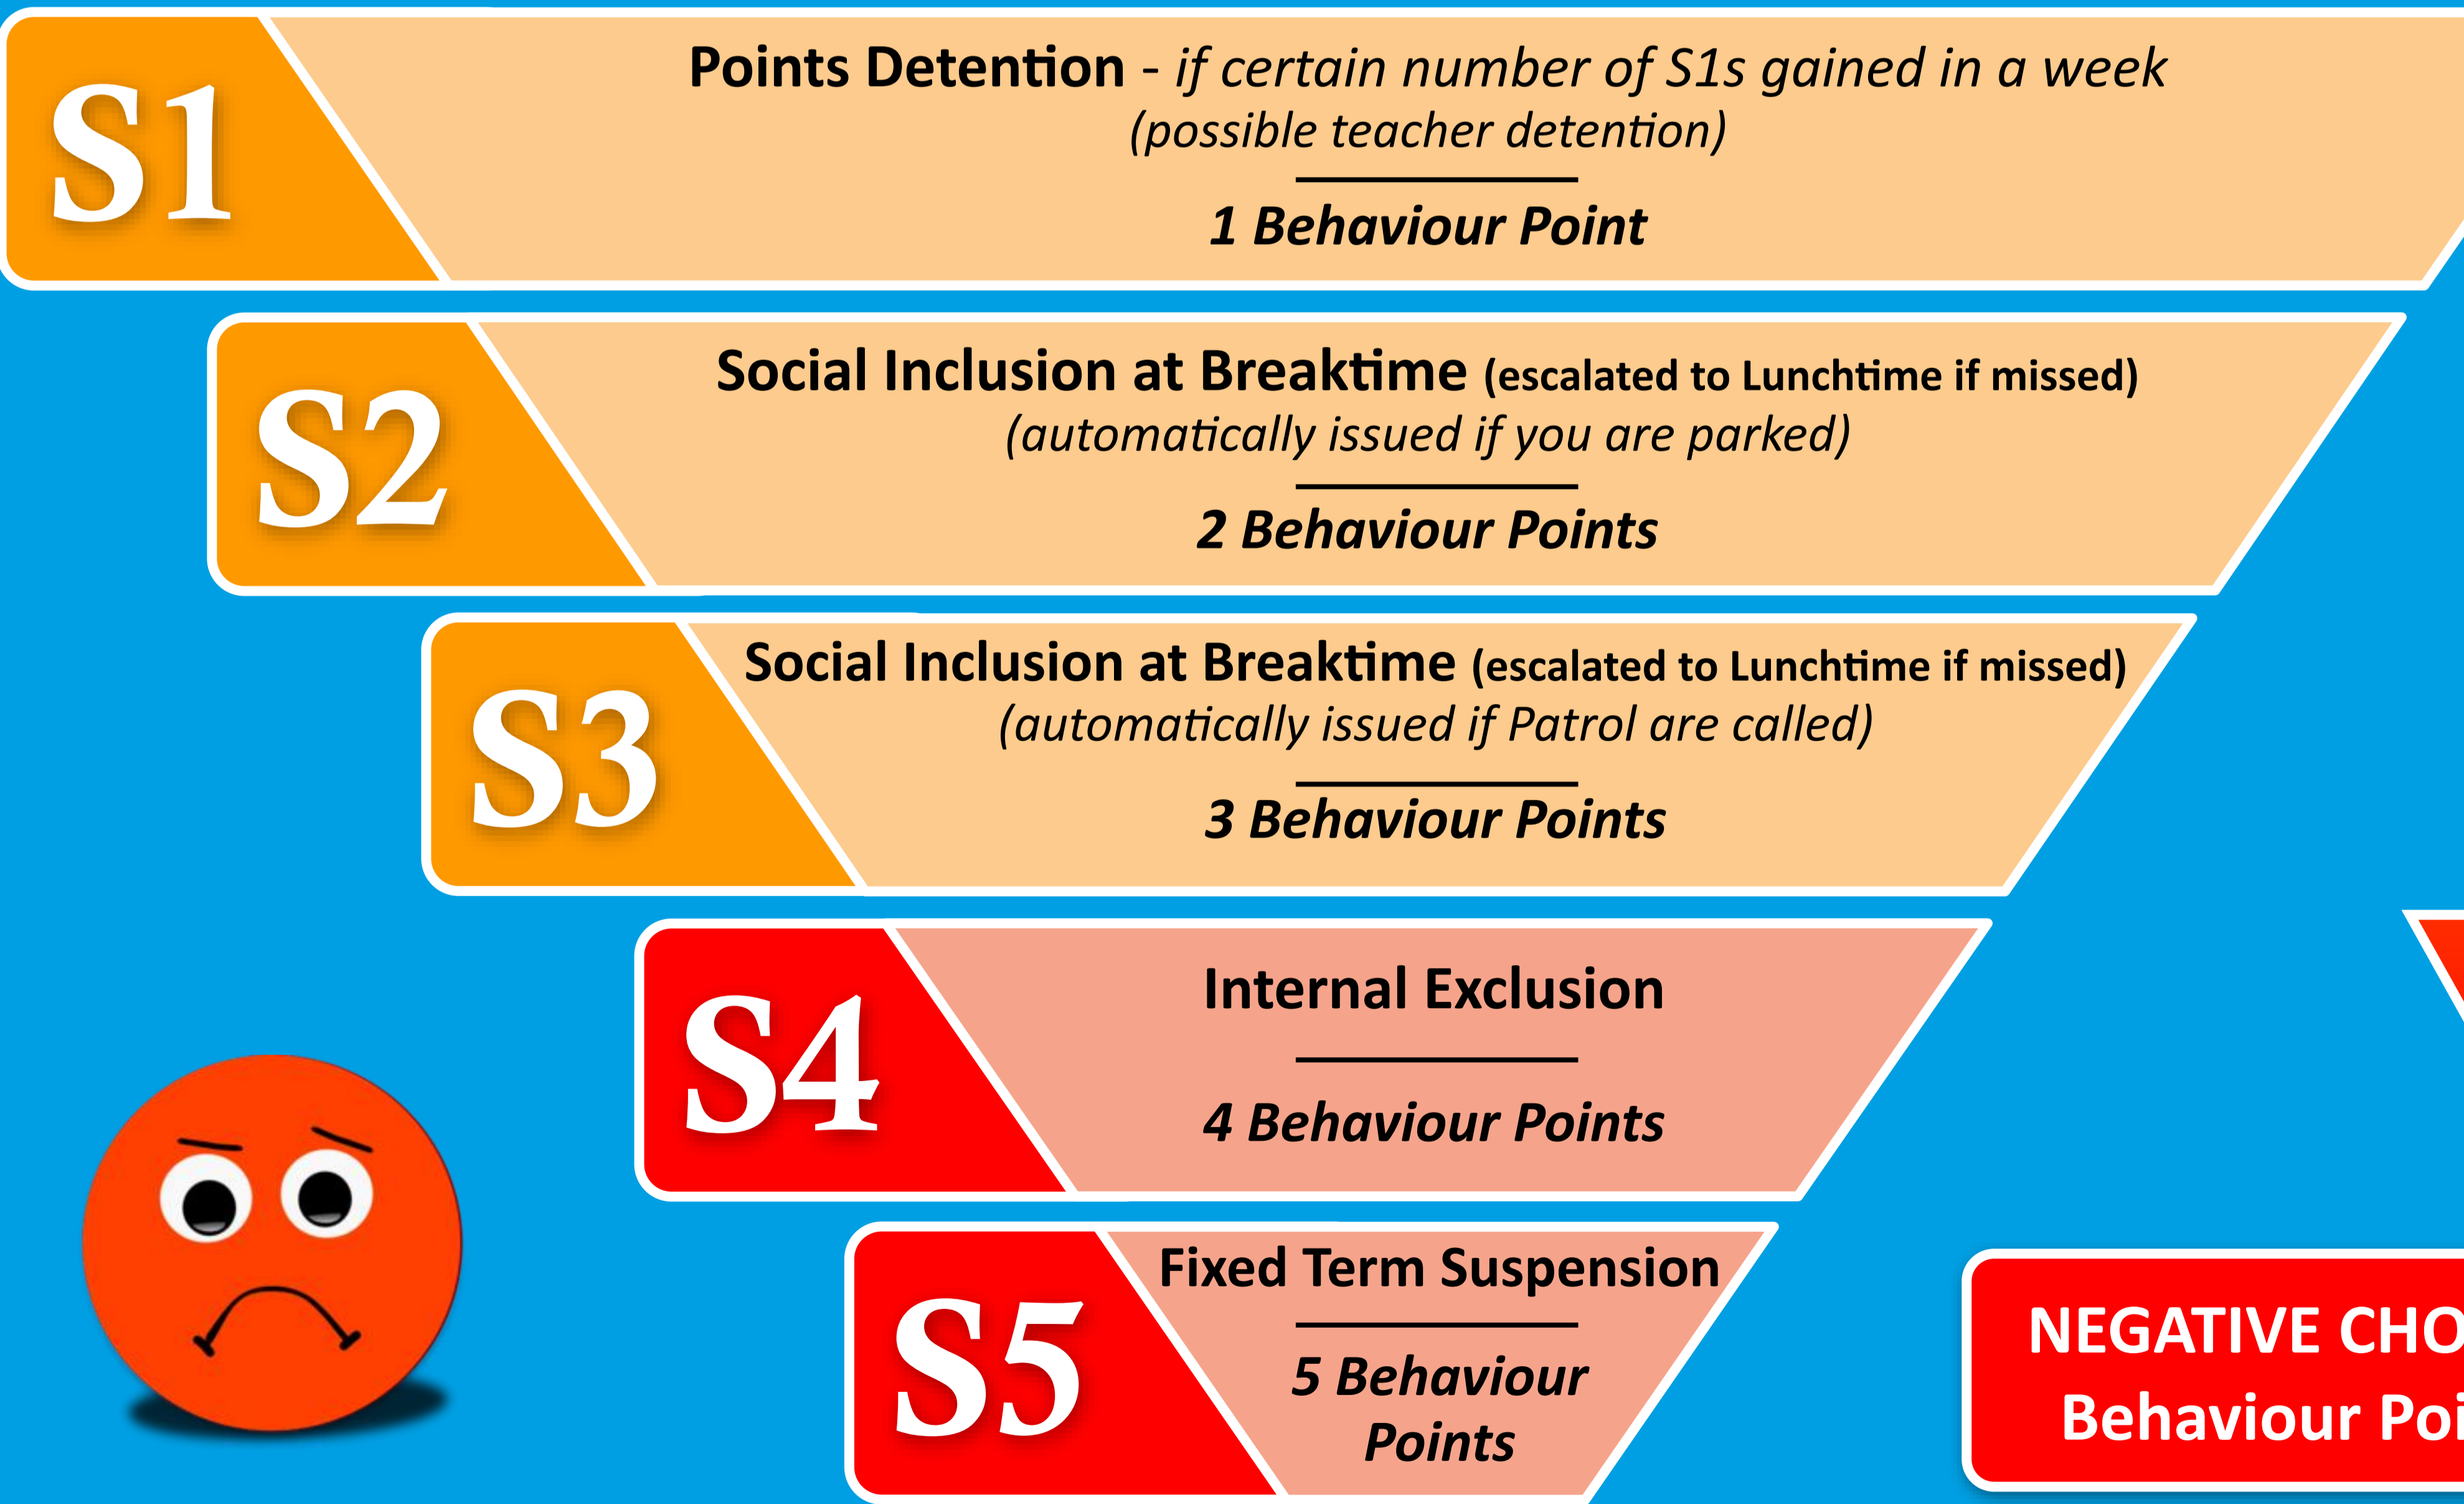 S1
Points Detention - if certain number of S1s gained in a week
(possible teacher detention)
1 Behaviour Point
S2
Social Inclusion at Breaktime (escalated to Lunchtime if missed)
(automatically issued if you are parked)
2 Behaviour Points
S3
Social Inclusion at Breaktime (escalated to Lunchtime if missed)
(automatically issued if Patrol are called)
3 Behaviour Points
S4
Internal Exclusion
4 Behaviour Points
S5
Fixed Term Suspension
5 Behaviour
Points
NEGATIVE
Behaviour